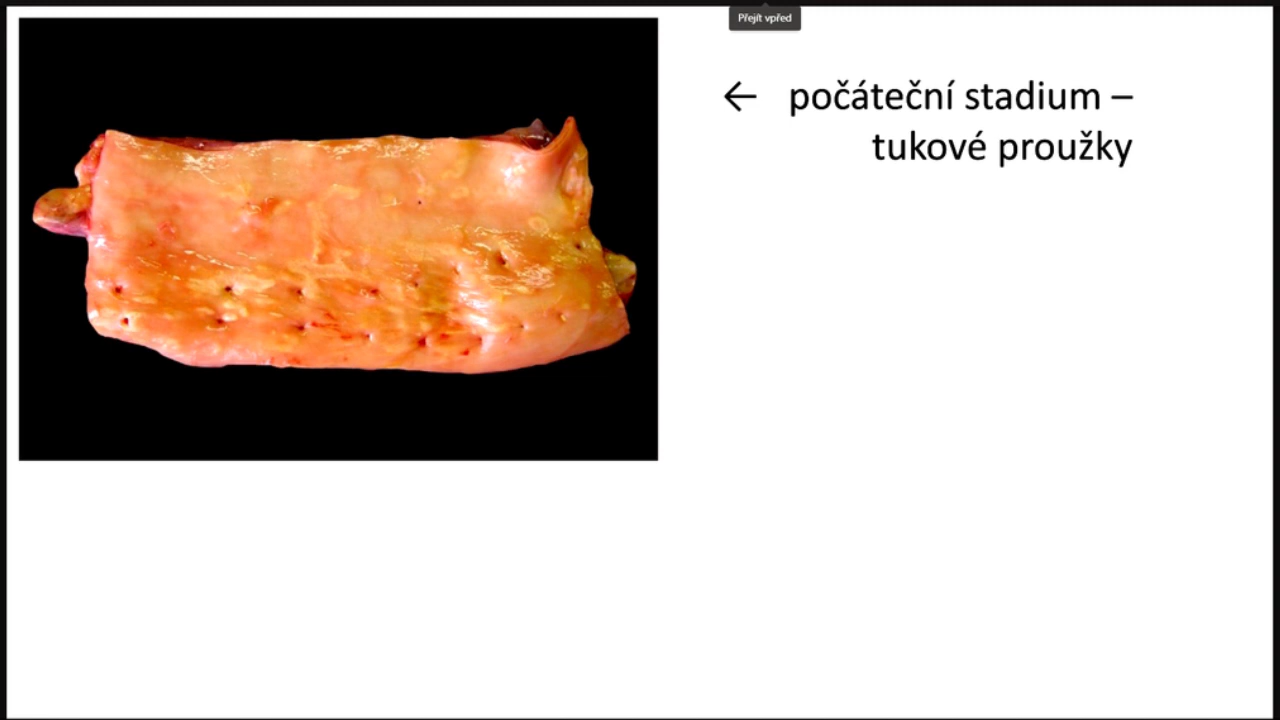 Přejít vpřed
← počáteční stadium –
tukové proužky